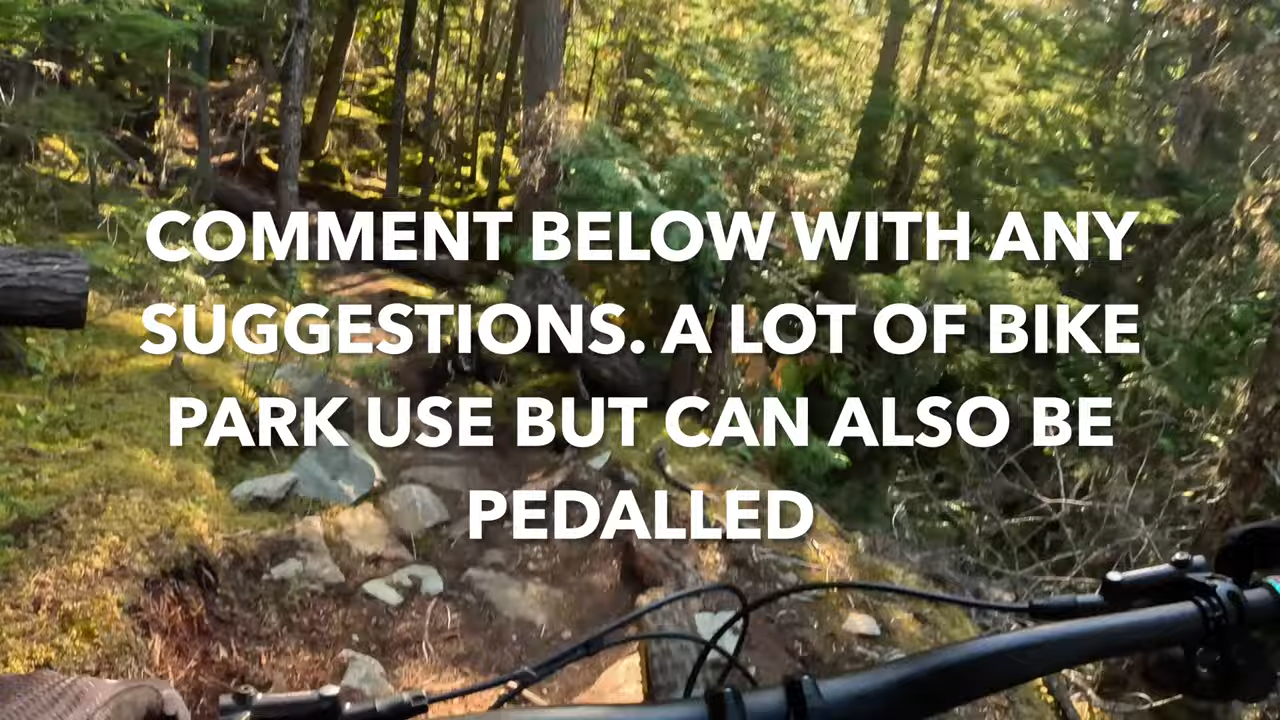 COMMENT BELOW WITH ANY
SUGGESTIONS. A LOT OF BIKE
PARK USE BUT CAN ALSO BE
PEDALLED